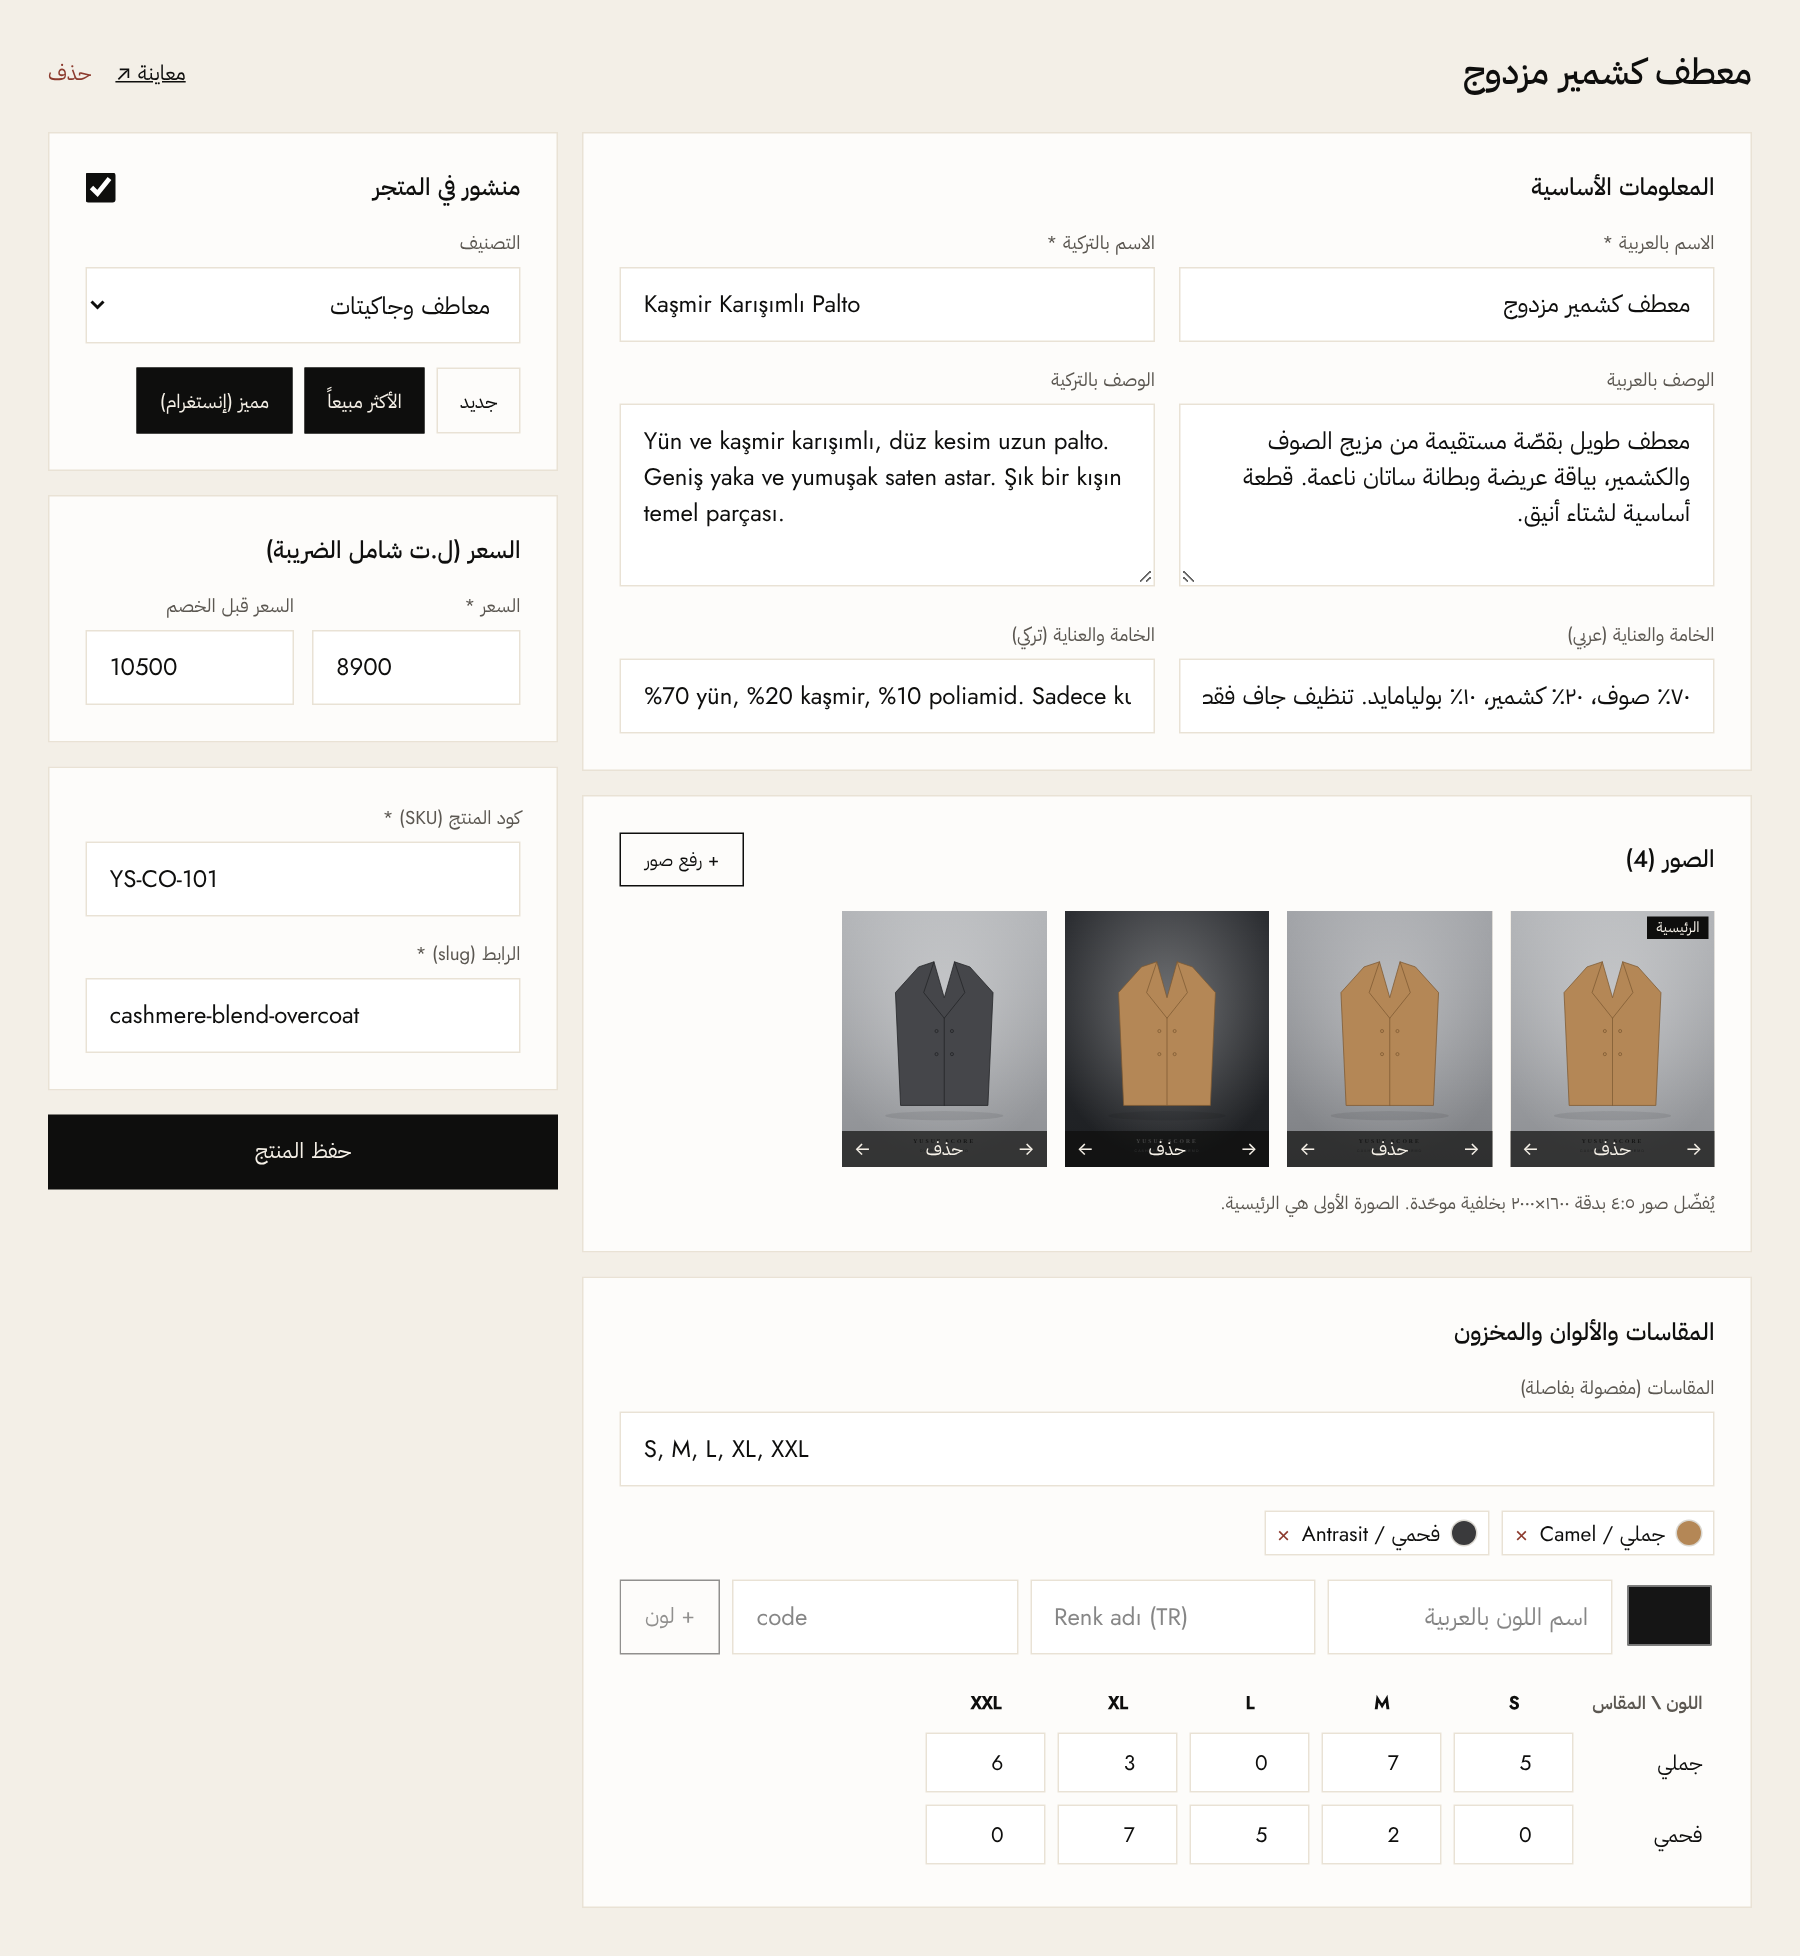 معطف كشمير مزدوج
معاينة ↗
حذف
المعلومات الأساسية
الاسم بالعربية *
الاسم بالتركية *
معطف كشمير مزدوج
Kaşmir Karışımlı Palto
الوصف بالعربية
الوصف بالتركية
معطف طويل بقصّة مستقيمة من مزيج الصوف
والكشمير، بياقة عريضة وبطانة ساتان ناعمة. قطعة
أساسية لشتاء أنيق.
Yün ve kaşmir karışımlı, düz kesim uzun palto.
Geniş yaka ve yumuşak saten astar. Şık bir kışın
temel parçası.
الخامة والعناية (عربي)
الخامة والعناية (تركي)
٧٠٪ صوف، ٢٠٪ كشمير، ١٠٪ بوليامايد. تنظيف جاف فقط
%70 yün, %20 kaşmir, %10 poliamid. Sadece
الصور (4)
+ رفع صور
الرئيسية
→ حذف ←
→ حذف ←
→ حذف ←
→ حذف ←
يُفضّل صور ٤:٥ بدقة ١٦٠٠×٢٠٠٠ بخلفية موحّدة. الصورة الأولى هي الرئيسية.
المقاسات والألوان والمخزون
المقاسات (مفصولة بفاصلة)
S, M, L, XL, XXL
جملي / Camel ×
فحمي / Antrasit ×
اسم اللون بالعربية
Renk adı (TR)
code
+ لون
اللون \ المقاس S M L XL XXL
جملي 5 7 0 3 6
فحمي 0 2 5 7 0
منشور في المتجر
التصنيف
معاطف وجاكيتات
جديد
الأكثر مبيعاً
مميز (إنستغرام)
السعر (ل.ت شامل الضريبة)
السعر *
السعر قبل الخصم
8900
10500
كود المنتج (SKU) *
YS-CO-101
الرابط (slug) *
cashmere-blend-overcoat
حفظ المنتج